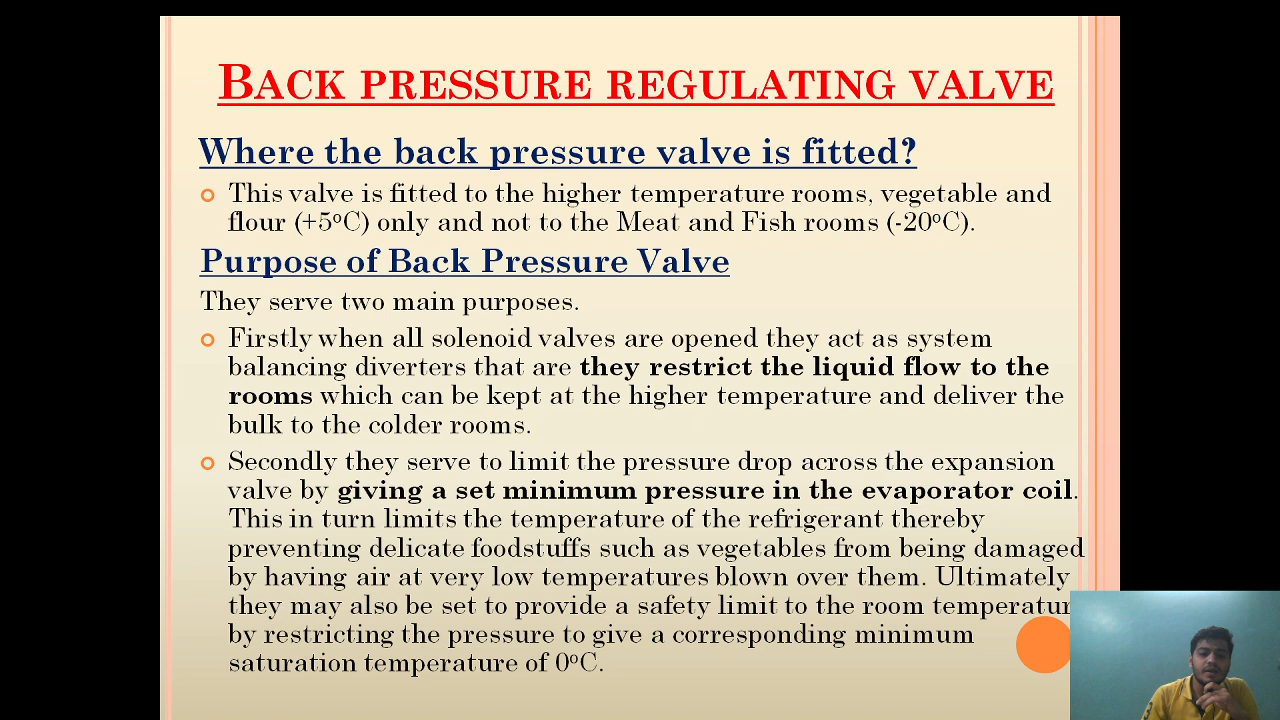 BACK PRESSURE REGULATING VALVE
Where the back pressure valve is fitted?
This valve is fitted to the higher temperature rooms, vegetable and
flour (+5°C) only and not to the Meat and Fish rooms (-20°C).
Purpose of Back Pressure Valve
They serve two main purposes.
Firstly when all solenoid valves are opened they act as system
balancing diverters that are they restrict the liquid flow to the
rooms which can be kept at the higher temperature and deliver the
bulk to the colder rooms.
Secondly they serve to limit the pressure drop across the expansion
valve by giving a set minimum pressure in the evaporator coil.
This in turn limits the temperature of the refrigerant thereby
preventing delicate foodstuffs such as vegetables from being damaged
by having air at very low temperatures blown over them. Ultimately
they may also be set to provide a safety limit to the room
by restricting the pressure to give a corresponding minimum
saturation temperature of 0°C.